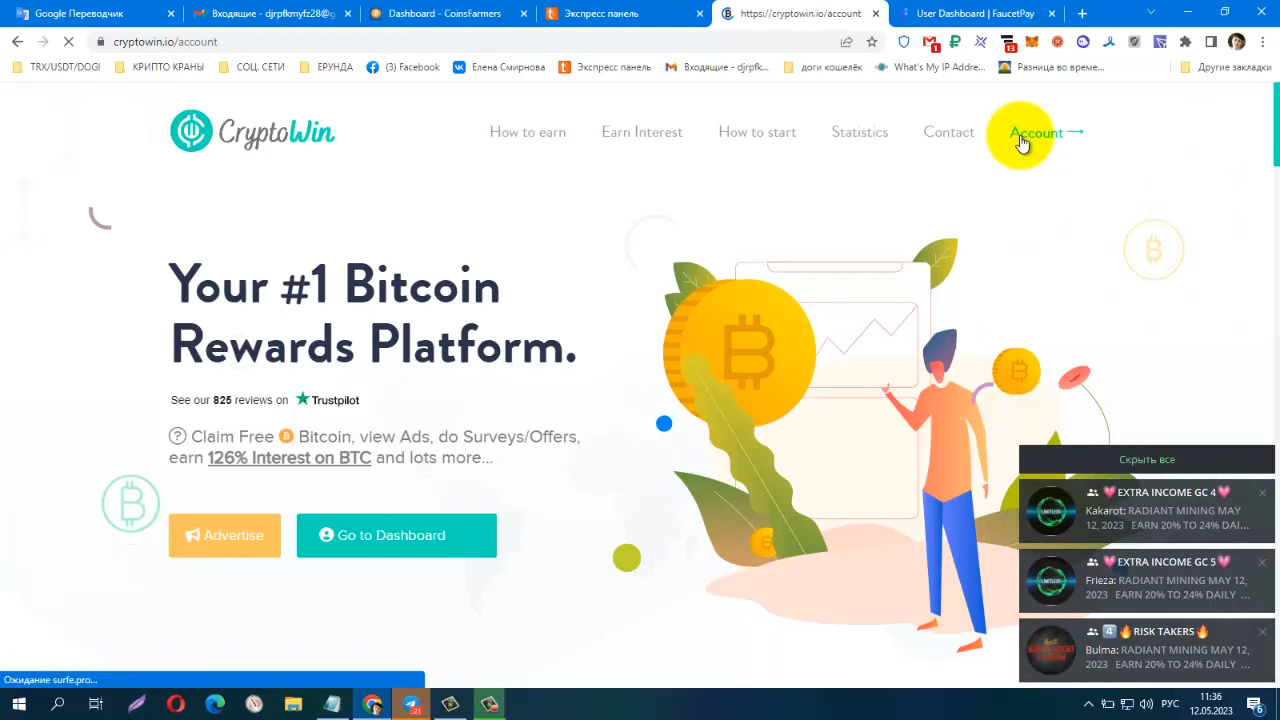 Google Переводчик
Входящие - djrpfkmyfz28@g
Dashboard - CoinsFarmers
Экспресс панель
https://cryptowin.io/account
User Dashboard | FaucetPay
cryptowin.io/account
1
13
TRX/USDT/DOGI
КРИПТО КРАНЫ
СОЦ. СЕТИ
ЕРУНДА
(3) Facebook
Елена Смирнова
Экспресс панель
Входящие - djrpfk...
доги кошелёк
What's My IP Addre...
Разница во време...
Другие закладки
CryptoWin
How to earn
Earn Interest
How to start
Statistics
Contact
Account →
Your #1 Bitcoin
Rewards Platform.
See our 825 reviews on ★ Trustpilot
Claim Free Bitcoin, view Ads, do Surveys/Offers,
earn 126% Interest on BTC and lots more...
Advertise
Go to Dashboard
Скрыть все
💗EXTRA INCOME GC 4💗
Kakarot: RADIANT MINING MAY
12, 2023 EARN 20% TO 24% DAI...
💗EXTRA INCOME GC 5💗
Frieza: RADIANT MINING MAY 12,
2023 EARN 20% TO 24% DAILY ...
4️⃣🔥RISK TAKERS🔥
Bulma: RADIANT MINING MAY 12,
2023 EARN 20% TO 24% DAILY ...
Ожидание surfe.pro...
21
РУС
11:36
12.05.2023
6